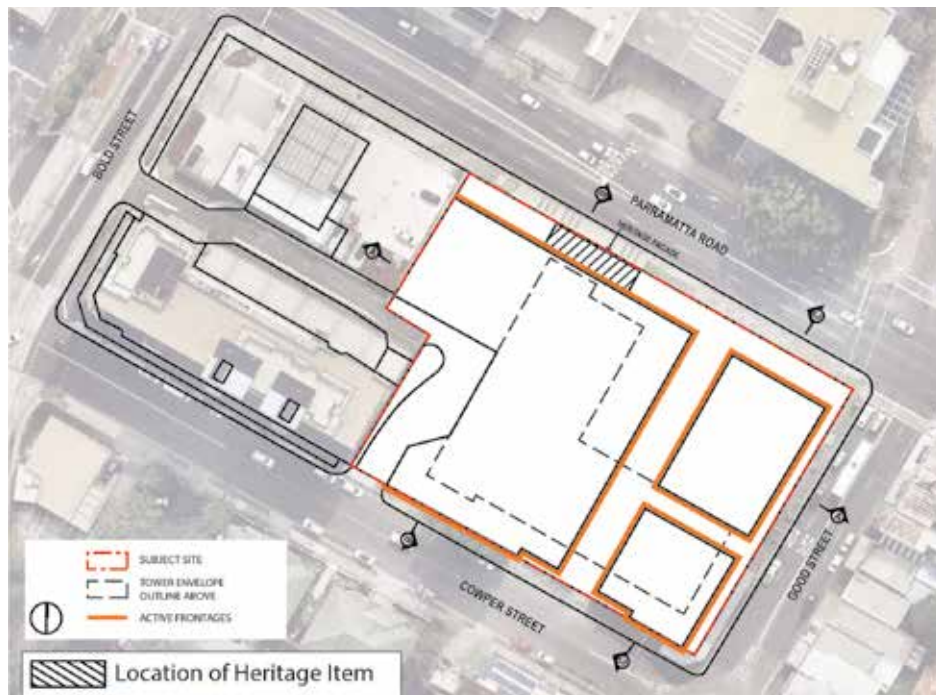 BOLD STREET
PARRAMATTA ROAD
HERITAGE FACADE
GOOD STREET
COWPER STREET
SUBJECT SITE
TOWER ENVELOPE
OUTLINE ABOVE
ACTIVE FRONTAGES
Location of Heritage Item